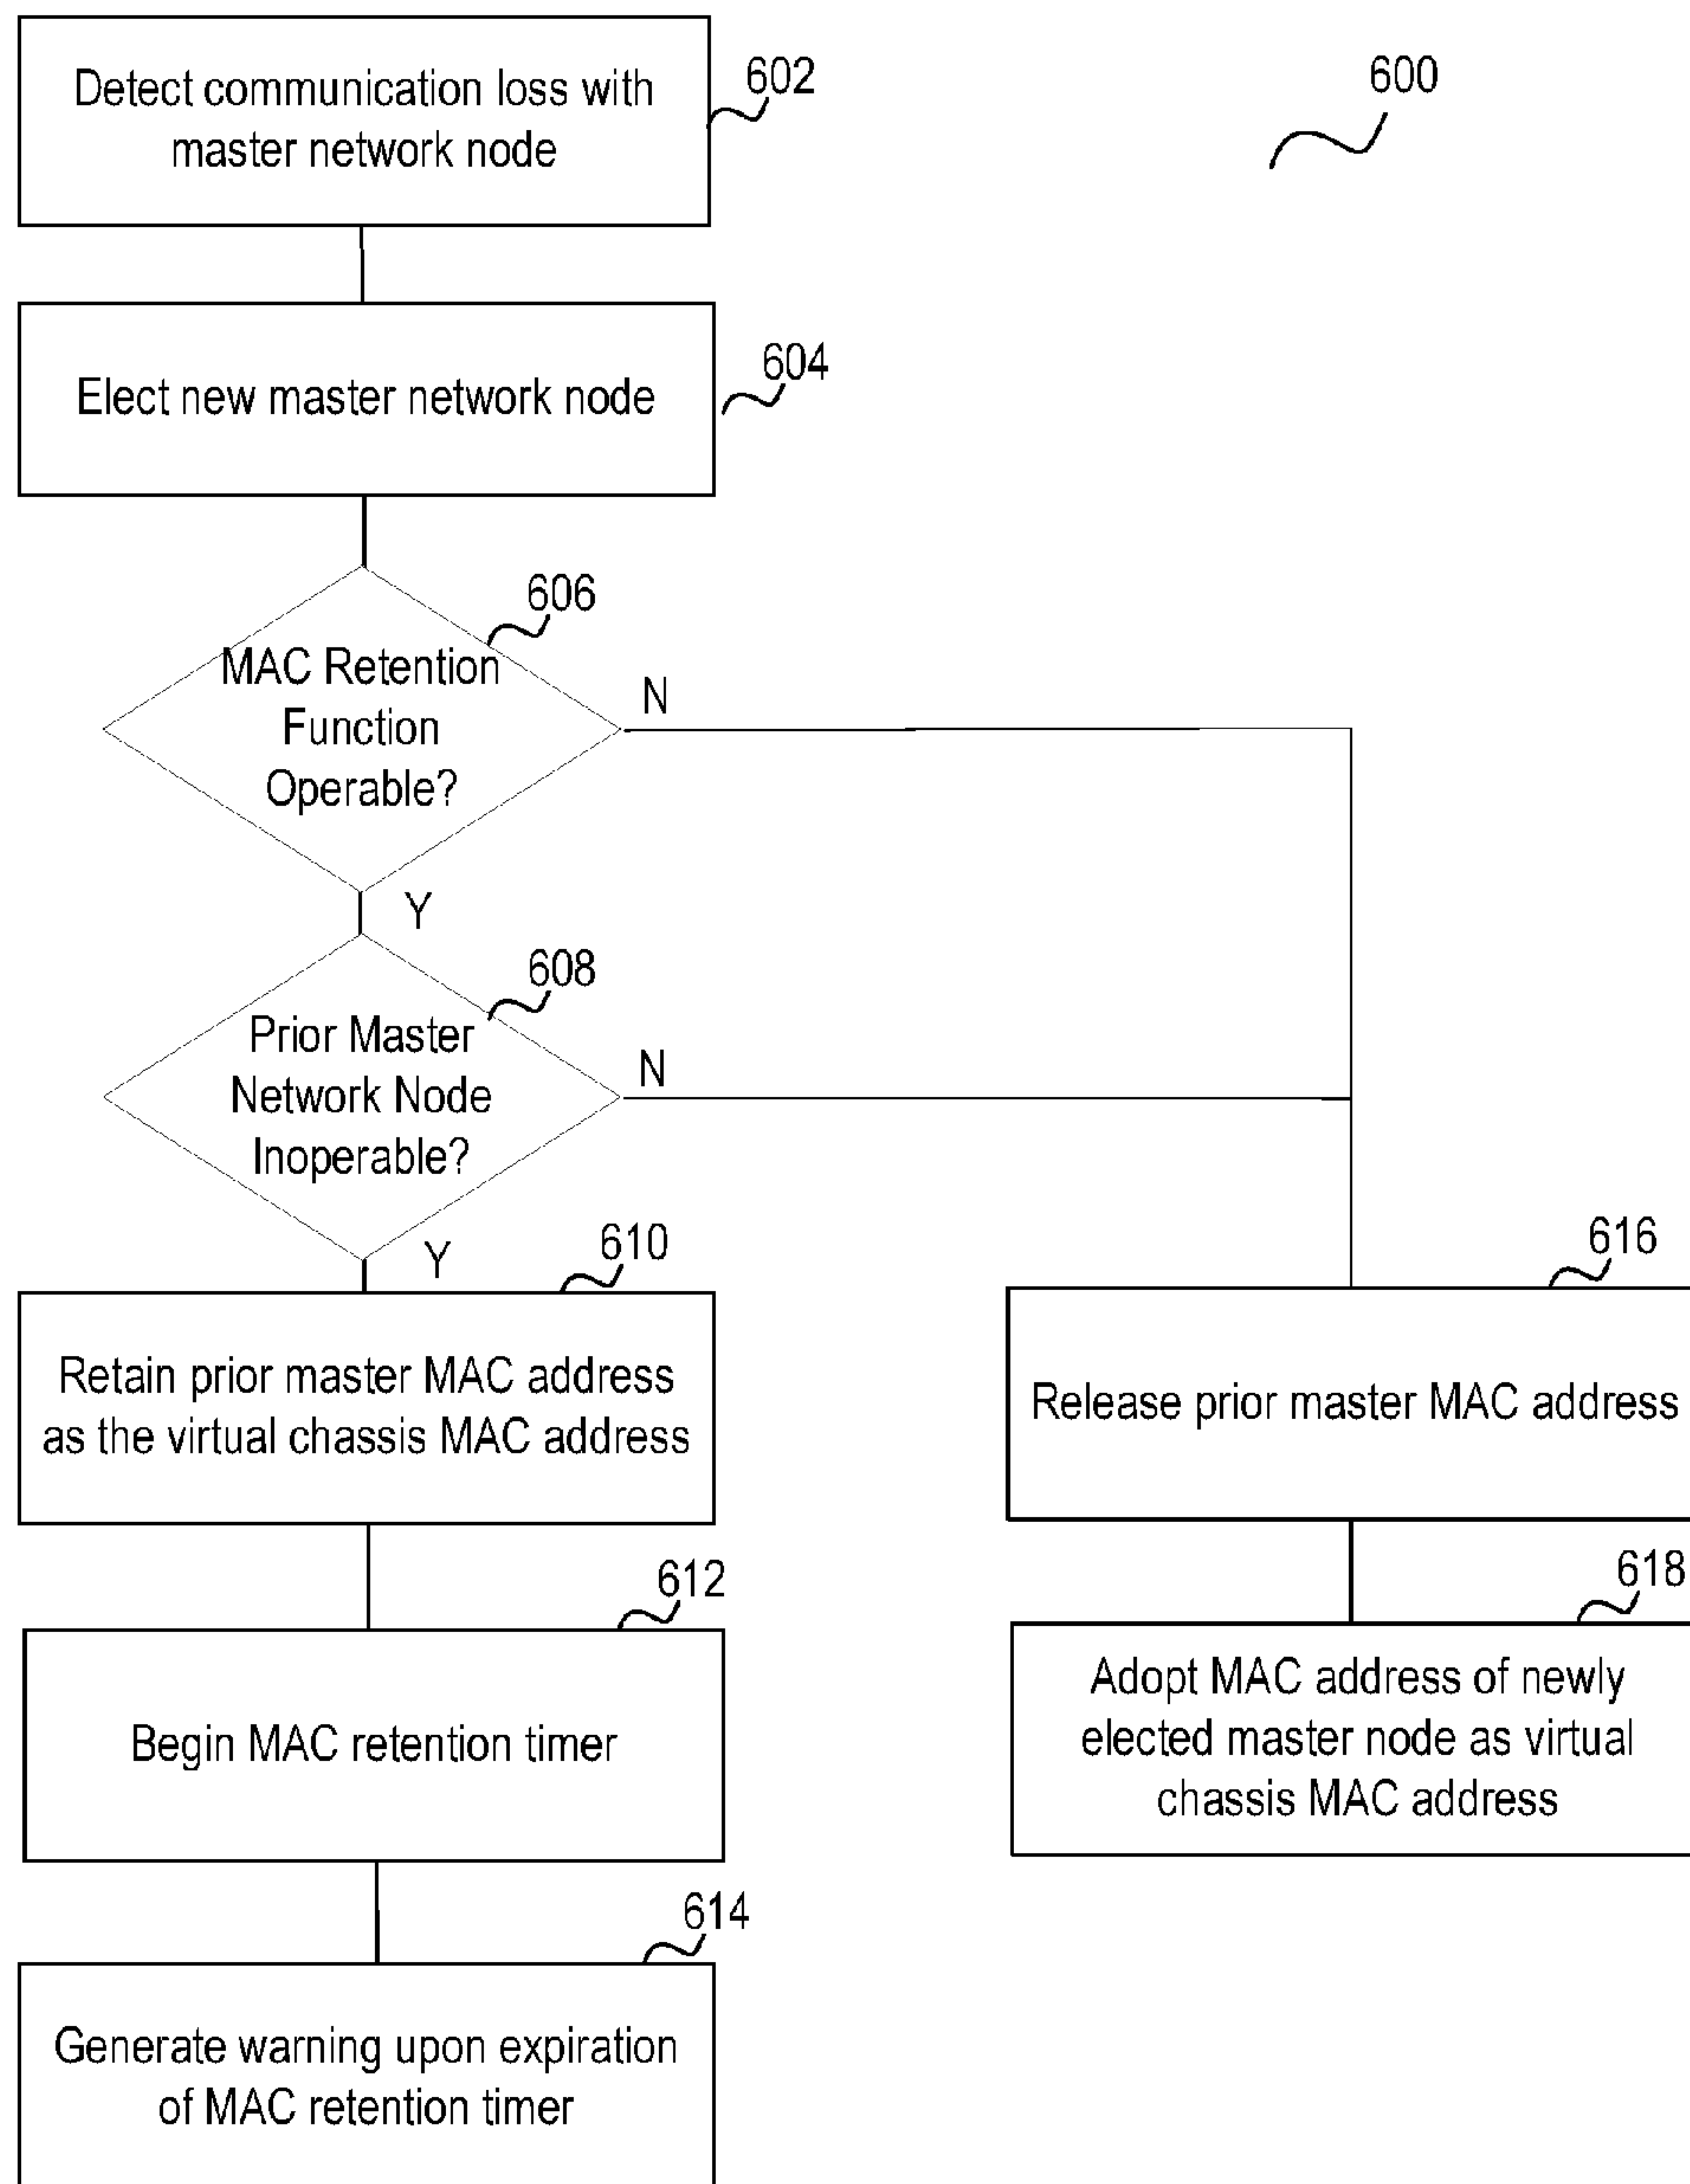 600
Detect communication loss with
master network node
602
Elect new master network node
604
MAC Retention
Function
Operable?
606
N
Y
Prior Master
Network Node
Inoperable?
608
N
Y
Retain prior master MAC address
as the virtual chassis MAC address
610
Begin MAC retention timer
612
Generate warning upon expiration
of MAC retention timer
614
Release prior master MAC address
616
Adopt MAC address of newly
elected master node as virtual
chassis MAC address
618